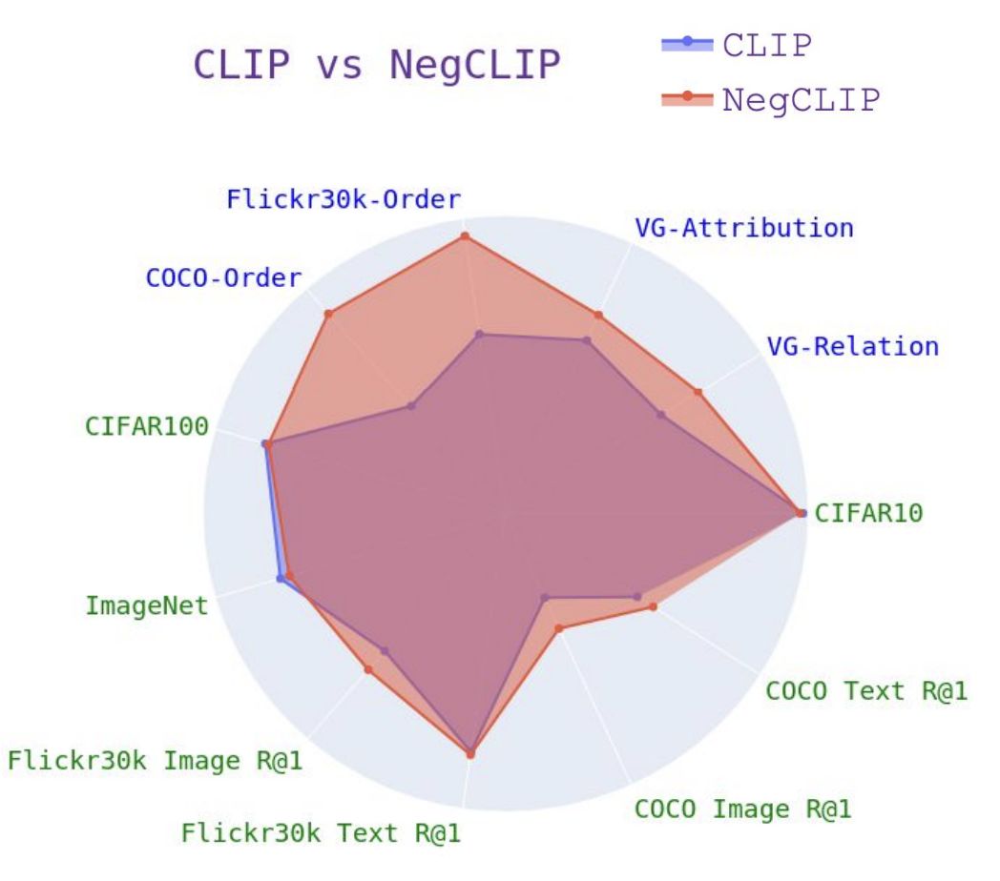 CLIP vs NegCLIP
CLIP
NegCLIP
Flickr30k-Order
VG-Attribution
COCO-Order
VG-Relation
CIFAR100
CIFAR10
ImageNet
COCO Text R@1
Flickr30k Image R@1
COCO Image R@1
Flickr30k Text R@1